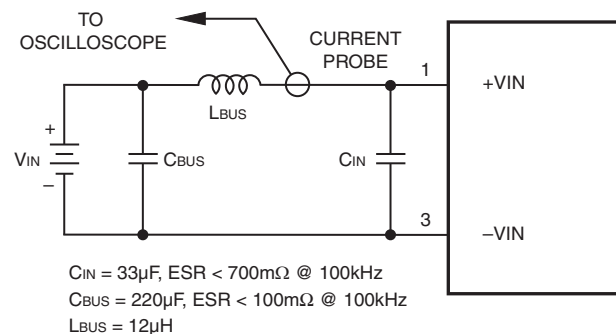 TO
OSCILLOSCOPE
CURRENT
PROBE
LBUS
1
+VIN
+
VIN
–
CBUS
CIN
3
–VIN
CIN = 33µF, ESR < 700mΩ @ 100kHz
CBUS = 220µF, ESR < 100mΩ @ 100kHz
LBUS = 12µH